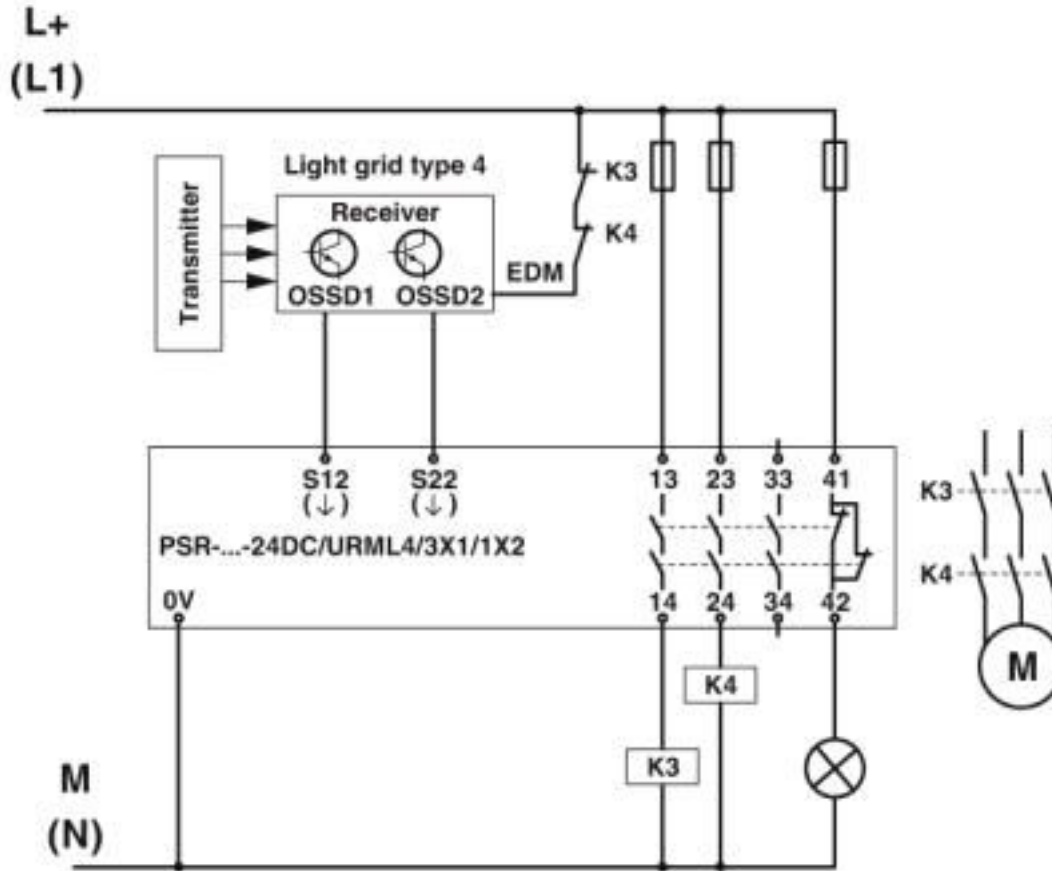 L+
(L1)
Light grid type 4
Transmitter
Receiver
OSSD1 OSSD2
EDM
K3
K4
S12 S22 13 23 33 41
(↓) (↓)
PSR-...-24DC/URML4/3X1/1X2
0V 14 24 34 42
K3
K4
M
K4
K3
M
(N)